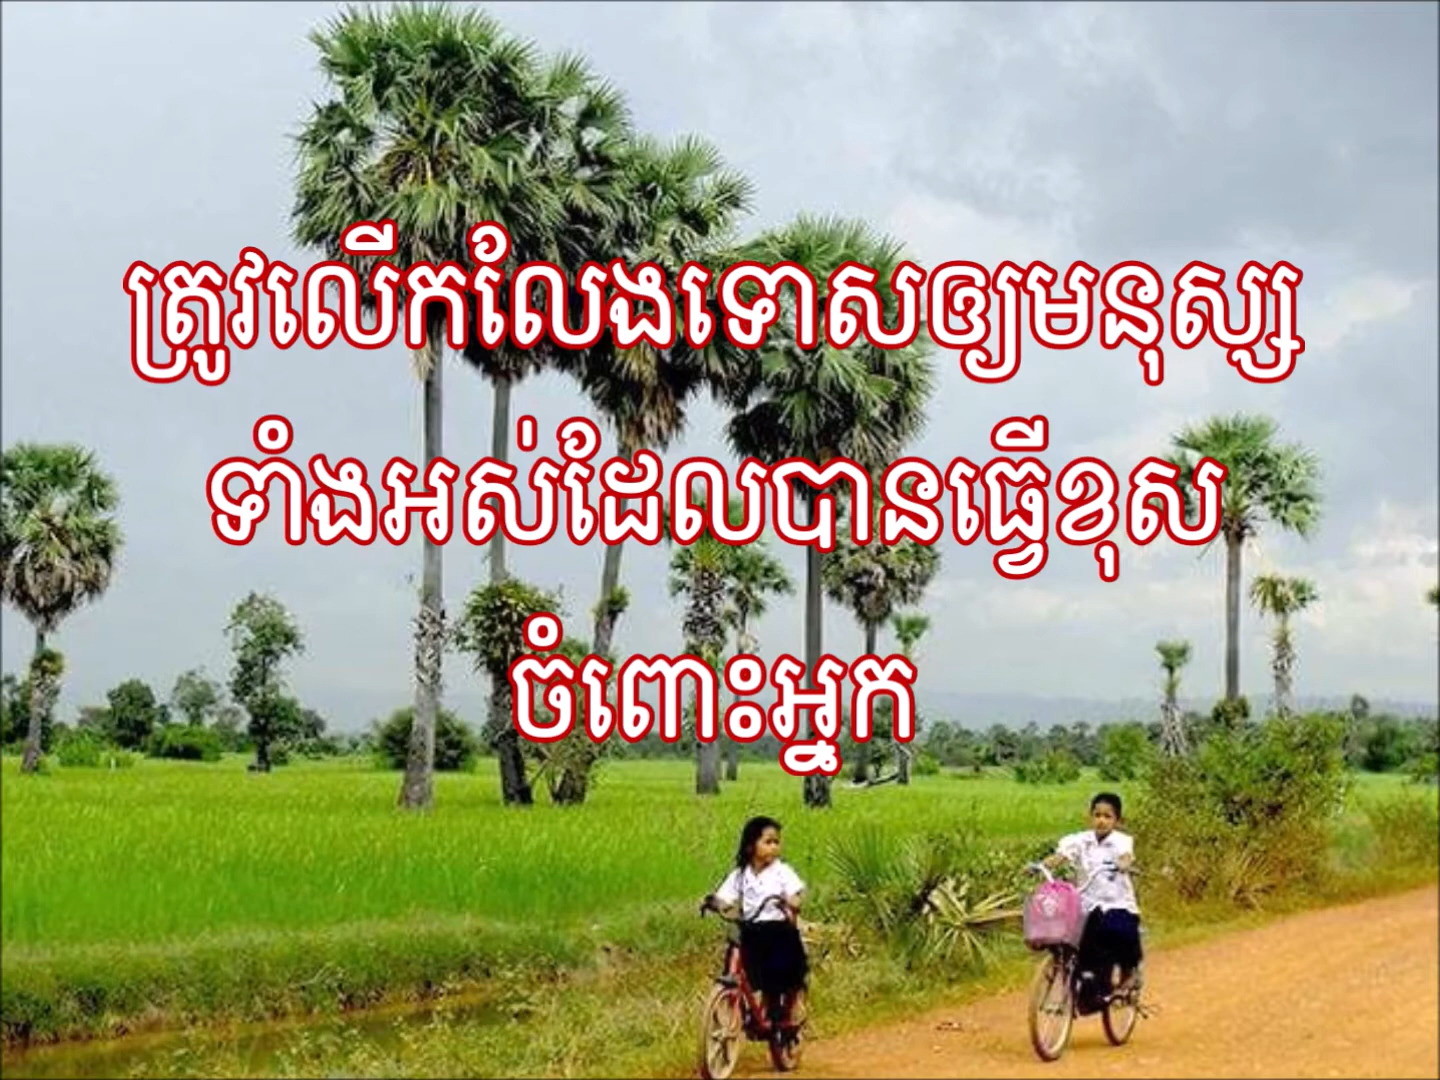 ត្រូវលើកលែងទោសឲ្យមនុស្ស
ទាំងអស់ដែលបានធ្វើខុស
ចំពោះអ្នក